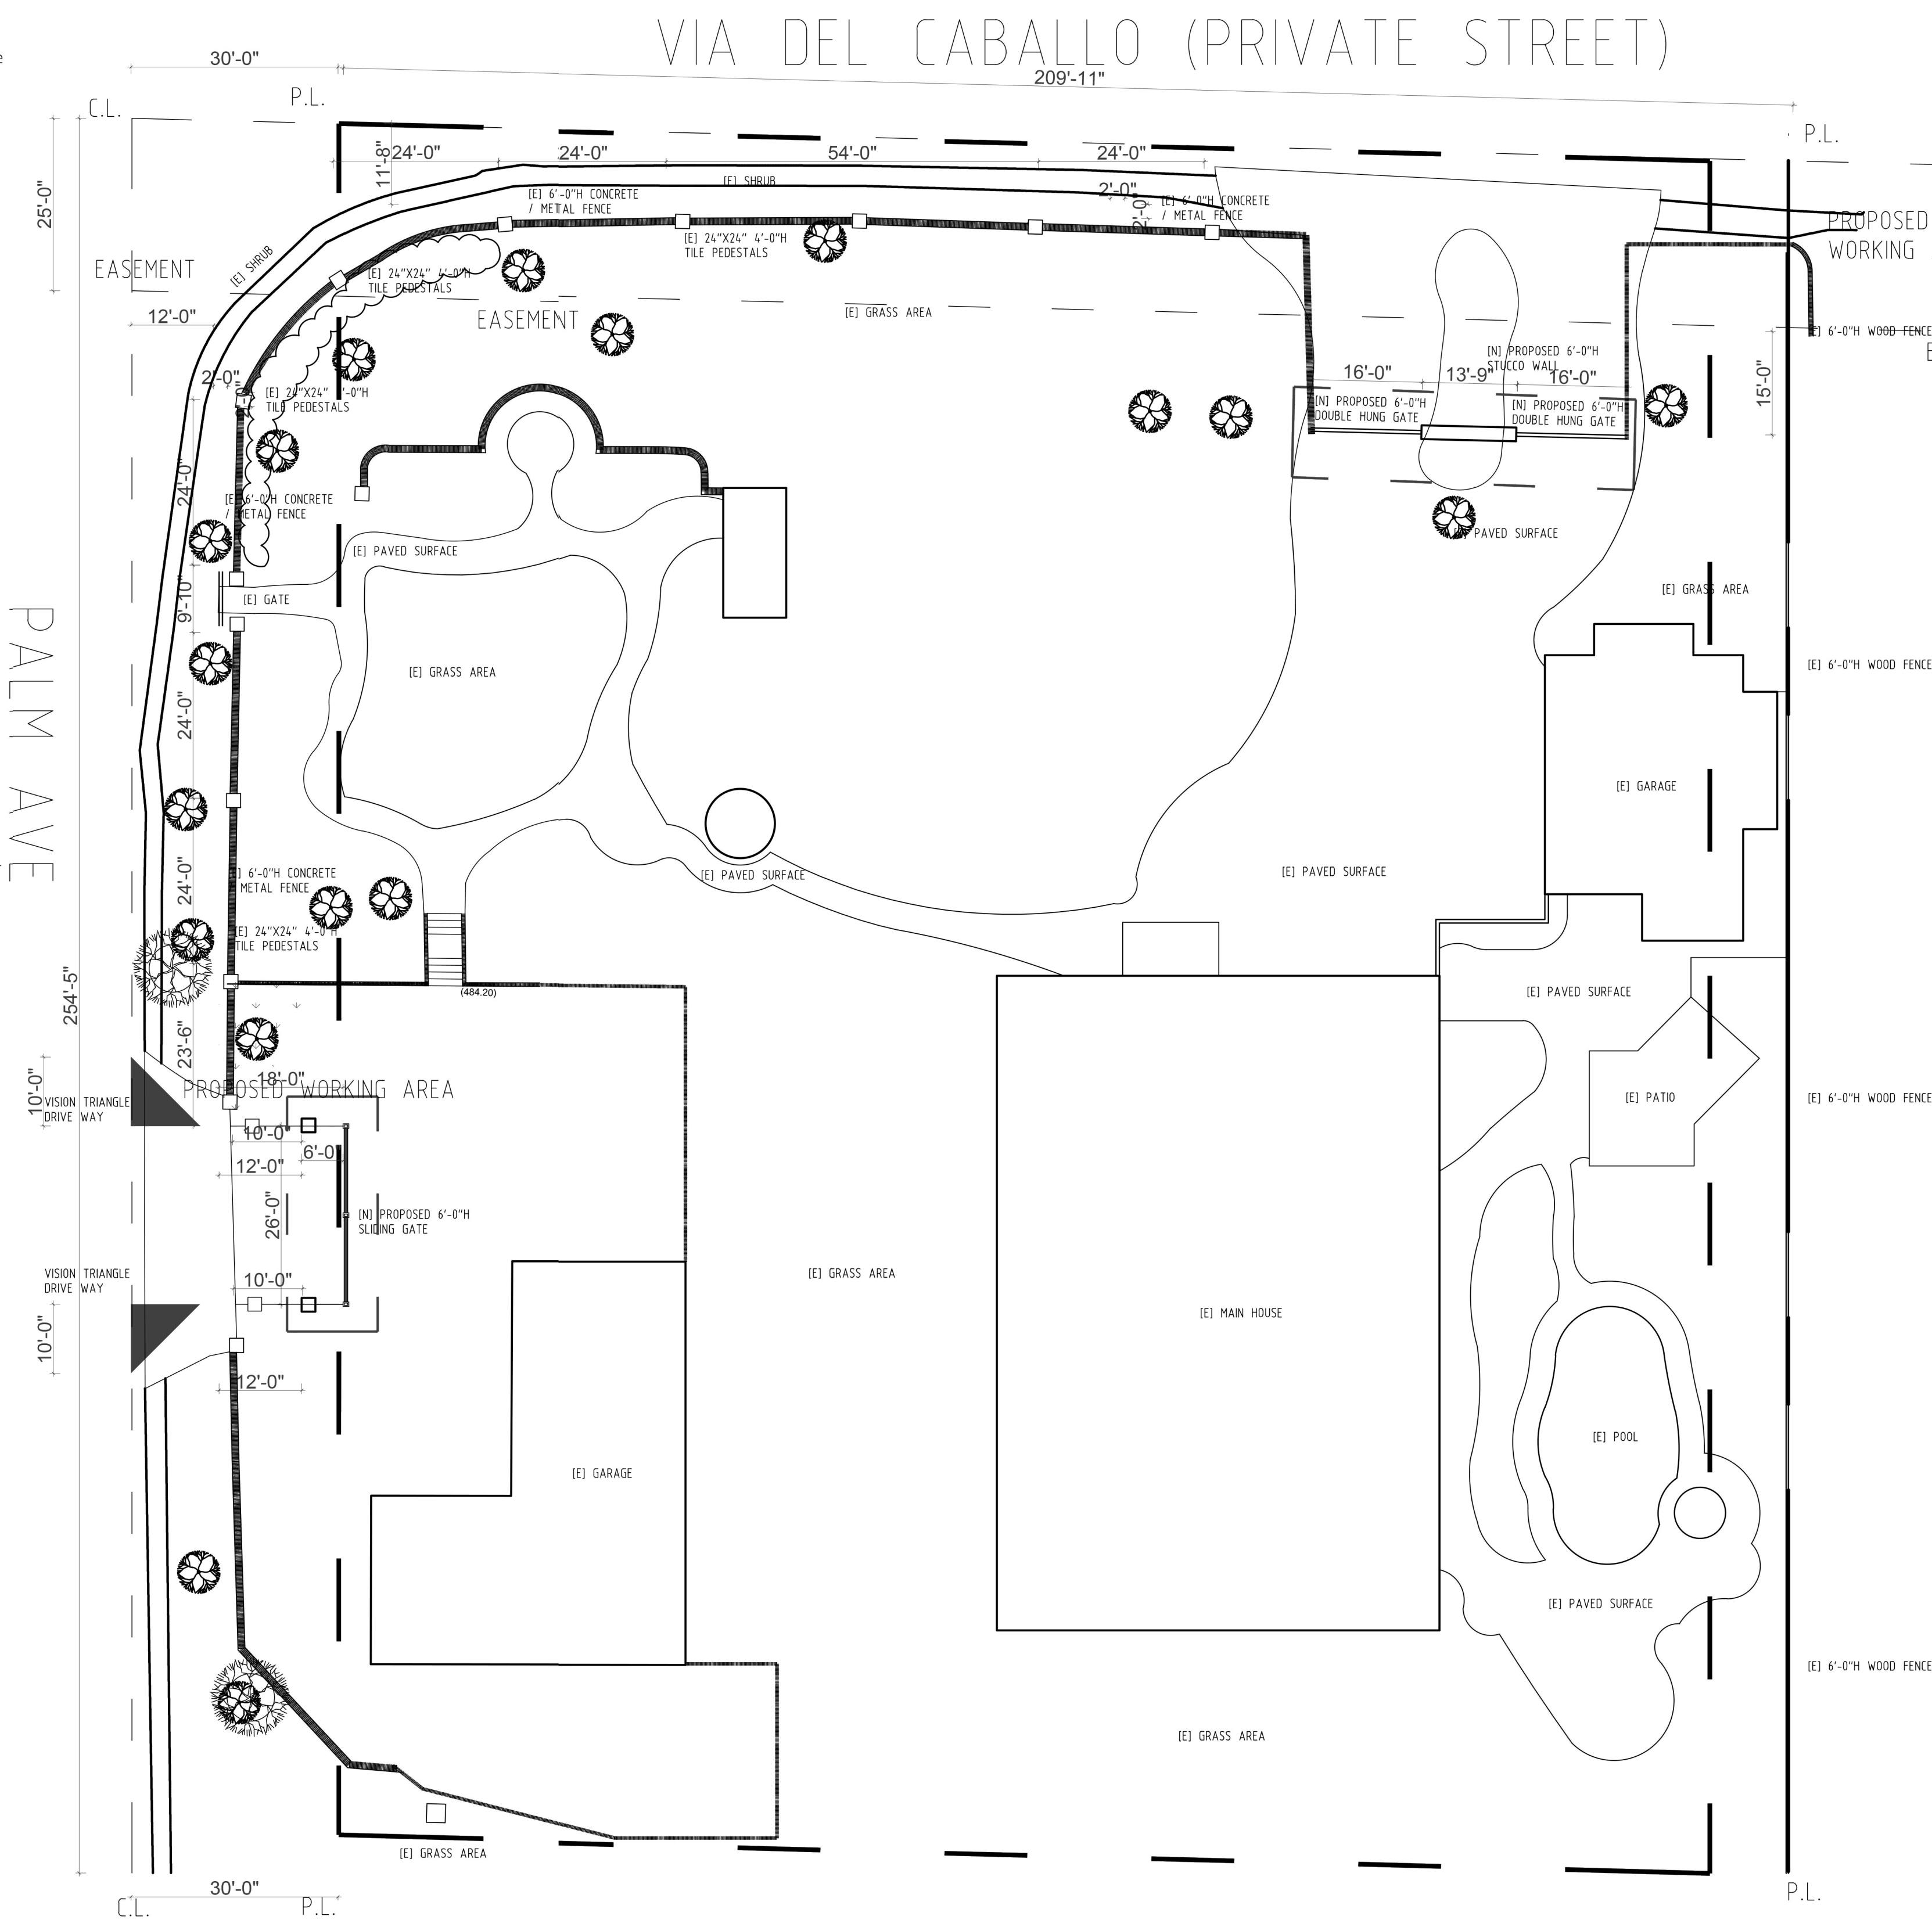 VIA DEL CABALLO (PRIVATE STREET)
30'-0"
209'-11"
C.L.
P.L.
P.L.
11'-8"
24'-0"
24'-0"
54'-0"
24'-0"
[E] SHRUB
[E] 6'-0"H CONCRETE
/ METAL FENCE
2'-0"
2'-0"
[E] 6'-0"H CONCRETE
/ METAL FENCE
25'-0"
PROPOSED
WORKING
[E] 24"X24" 4'-0"H
TILE PEDESTALS
EASEMENT
[E] SHRUB
[E] 24"X24" 4'-0"H
TILE PEDESTALS
12'-0"
EASEMENT
[E] GRASS AREA
[E] 6'-0"H WOOD FENCE
[N] PROPOSED 6'-0"H
STUCCO WALL
16'-0"
13'-9"
16'-0"
15'-0"
2'-0"
[E] 24"X24" 4'-0"H
TILE PEDESTALS
[N] PROPOSED 6'-0"H
DOUBLE HUNG GATE
[N] PROPOSED 6'-0"H
DOUBLE HUNG GATE
24'-0"
[E] 6'-0"H CONCRETE
/ METAL FENCE
[E] PAVED SURFACE
PAVED SURFACE
9'-10"
[E] GATE
[E] GRASS AREA
PALM AVE
[E] GRASS AREA
[E] 6'-0"H WOOD FENCE
24'-0"
[E] GARAGE
24'-0"
6'-0"H CONCRETE
METAL FENCE
[E] PAVED SURFACE
[E] PAVED SURFACE
[E] 24"X24" 4'-0"H
TILE PEDESTALS
254'-5"
(484.20)
[E] PAVED SURFACE
23'-6"
18'-0"
PROPOSED WORKING AREA
10'-0"
VISION TRIANGLE
DRIVE WAY
[E] PATIO
[E] 6'-0"H WOOD FENCE
10'-0"
6'-0"
12'-0"
26'-0"
[N] PROPOSED 6'-0"H
SLIDING GATE
VISION TRIANGLE
DRIVE WAY
10'-0"
[E] GRASS AREA
10'-0"
[E] MAIN HOUSE
12'-0"
[E] POOL
[E] GARAGE
[E] PAVED SURFACE
[E] 6'-0"H WOOD FENCE
[E] GRASS AREA
[E] GRASS AREA
30'-0"
C.L.
P.L.
P.L.